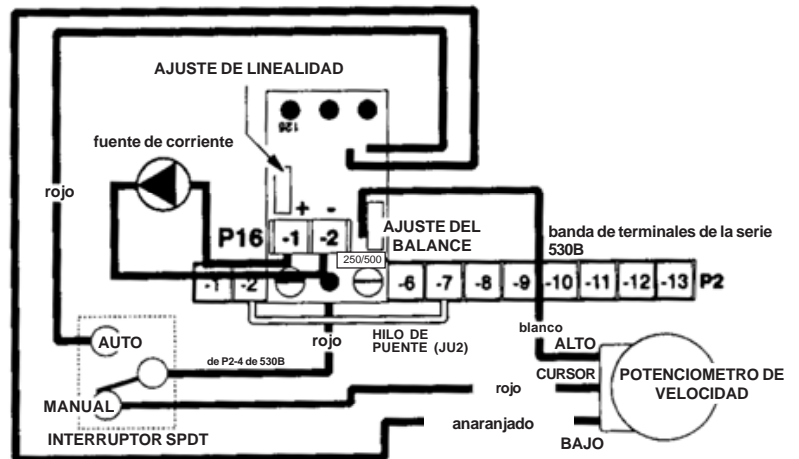 AJUSTE DE LINEALIDAD
126
fuente de corriente
rojo
+ -
P16 -1 -2
AJUSTE DEL
BALANCE
250/500
banda de terminales de la serie
530B
-1 -2 -6 -7 -8 -9 -10 -11 -12 -13 P2
HILO DE
PUENTE (JU2)
rojo
blanco
ALTO
AUTO
de P2-4 de 530B
CURSOR
rojo
POTENCIOMETRO DE
VELOCIDAD
MANUAL
anaranjado
BAJO
INTERRUPTOR SPDT